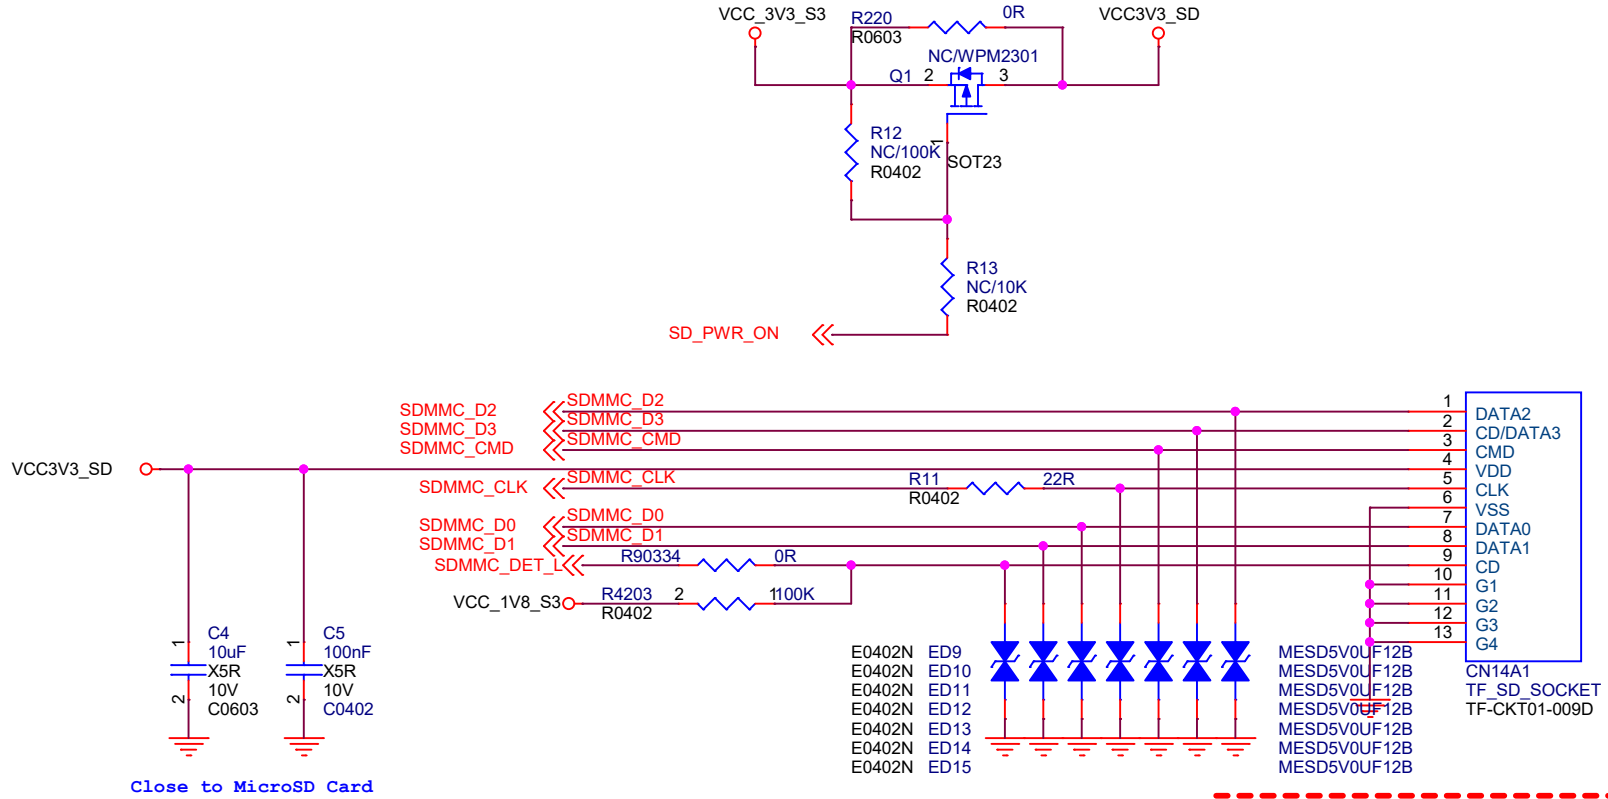 VCC_3V3_S3
R220
0R
VCC3V3_SD
R0603
NC/WPM2301
Q1
2
3
R12
NC/100K
R0402
1
SOT23
R13
NC/10K
R0402
SD_PWR_ON
SDMMC_D2
SDMMC_D2
1
DATA2
SDMMC_D3
SDMMC_D3
2
CD/DATA3
SDMMC_CMD
SDMMC_CMD
3
CMD
VCC3V3_SD
4
VDD
SDMMC_CLK
SDMMC_CLK
R11
22R
R0402
5
CLK
6
VSS
SDMMC_D0
SDMMC_D0
7
DATA0
SDMMC_D1
SDMMC_D1
8
DATA1
SDMMC_DET_L
R90334
0R
9
CD
10
G1
VCC_1V8_S3
R4203
2
1
100K
R0402
11
G2
12
G3
13
G4
1
C4
10uF
X5R
10V
2
C0603
1
C5
100nF
X5R
10V
2
C0402
E0402N ED9
E0402N ED10
E0402N ED11
E0402N ED12
E0402N ED13
E0402N ED14
E0402N ED15
MESD5V0UF12B
MESD5V0UF12B
MESD5V0UF12B
MESD5V0UF12B
MESD5V0UF12B
MESD5V0UF12B
MESD5V0UF12B
CN14A1
TF_SD_SOCKET
TF-CKT01-009D
Close to MicroSD Card